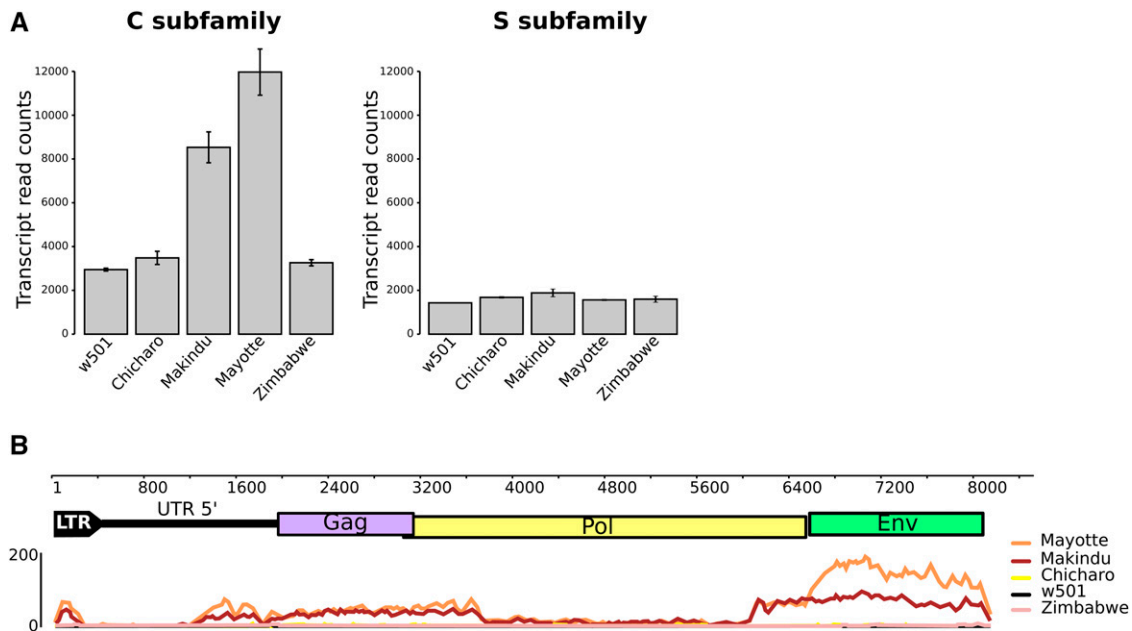 A
C subfamily
S subfamily
Transcript read counts
12000
10000
8000
6000
4000
2000
0
w501
Chicharo
Makindu
Mayotte
Zimbabwe
Transcript read counts
12000
10000
8000
6000
4000
2000
0
w501
Chicharo
Makindu
Mayotte
Zimbabwe
B
1 800 1600 2400 3200 4000 4800 5600 6400 7200 8000
UTR 5'
LTR Gag Pol Env
200
0
Mayotte
Makindu
Chicharo
w501
Zimbabwe